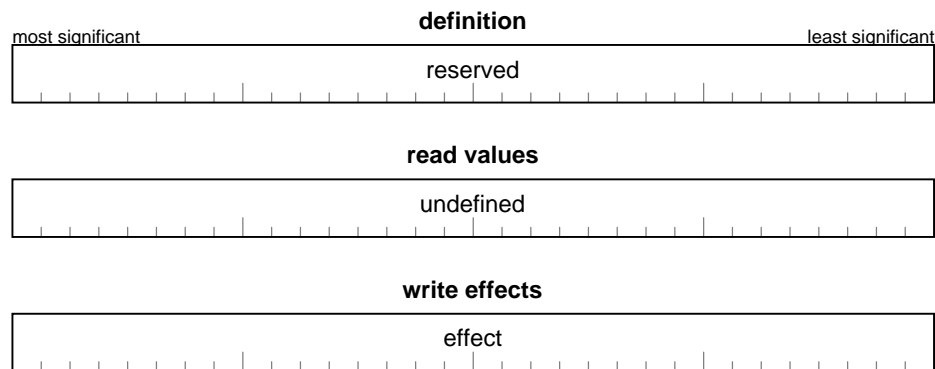 definition
most significant least significant
reserved
read values
undefined
write effects
effect